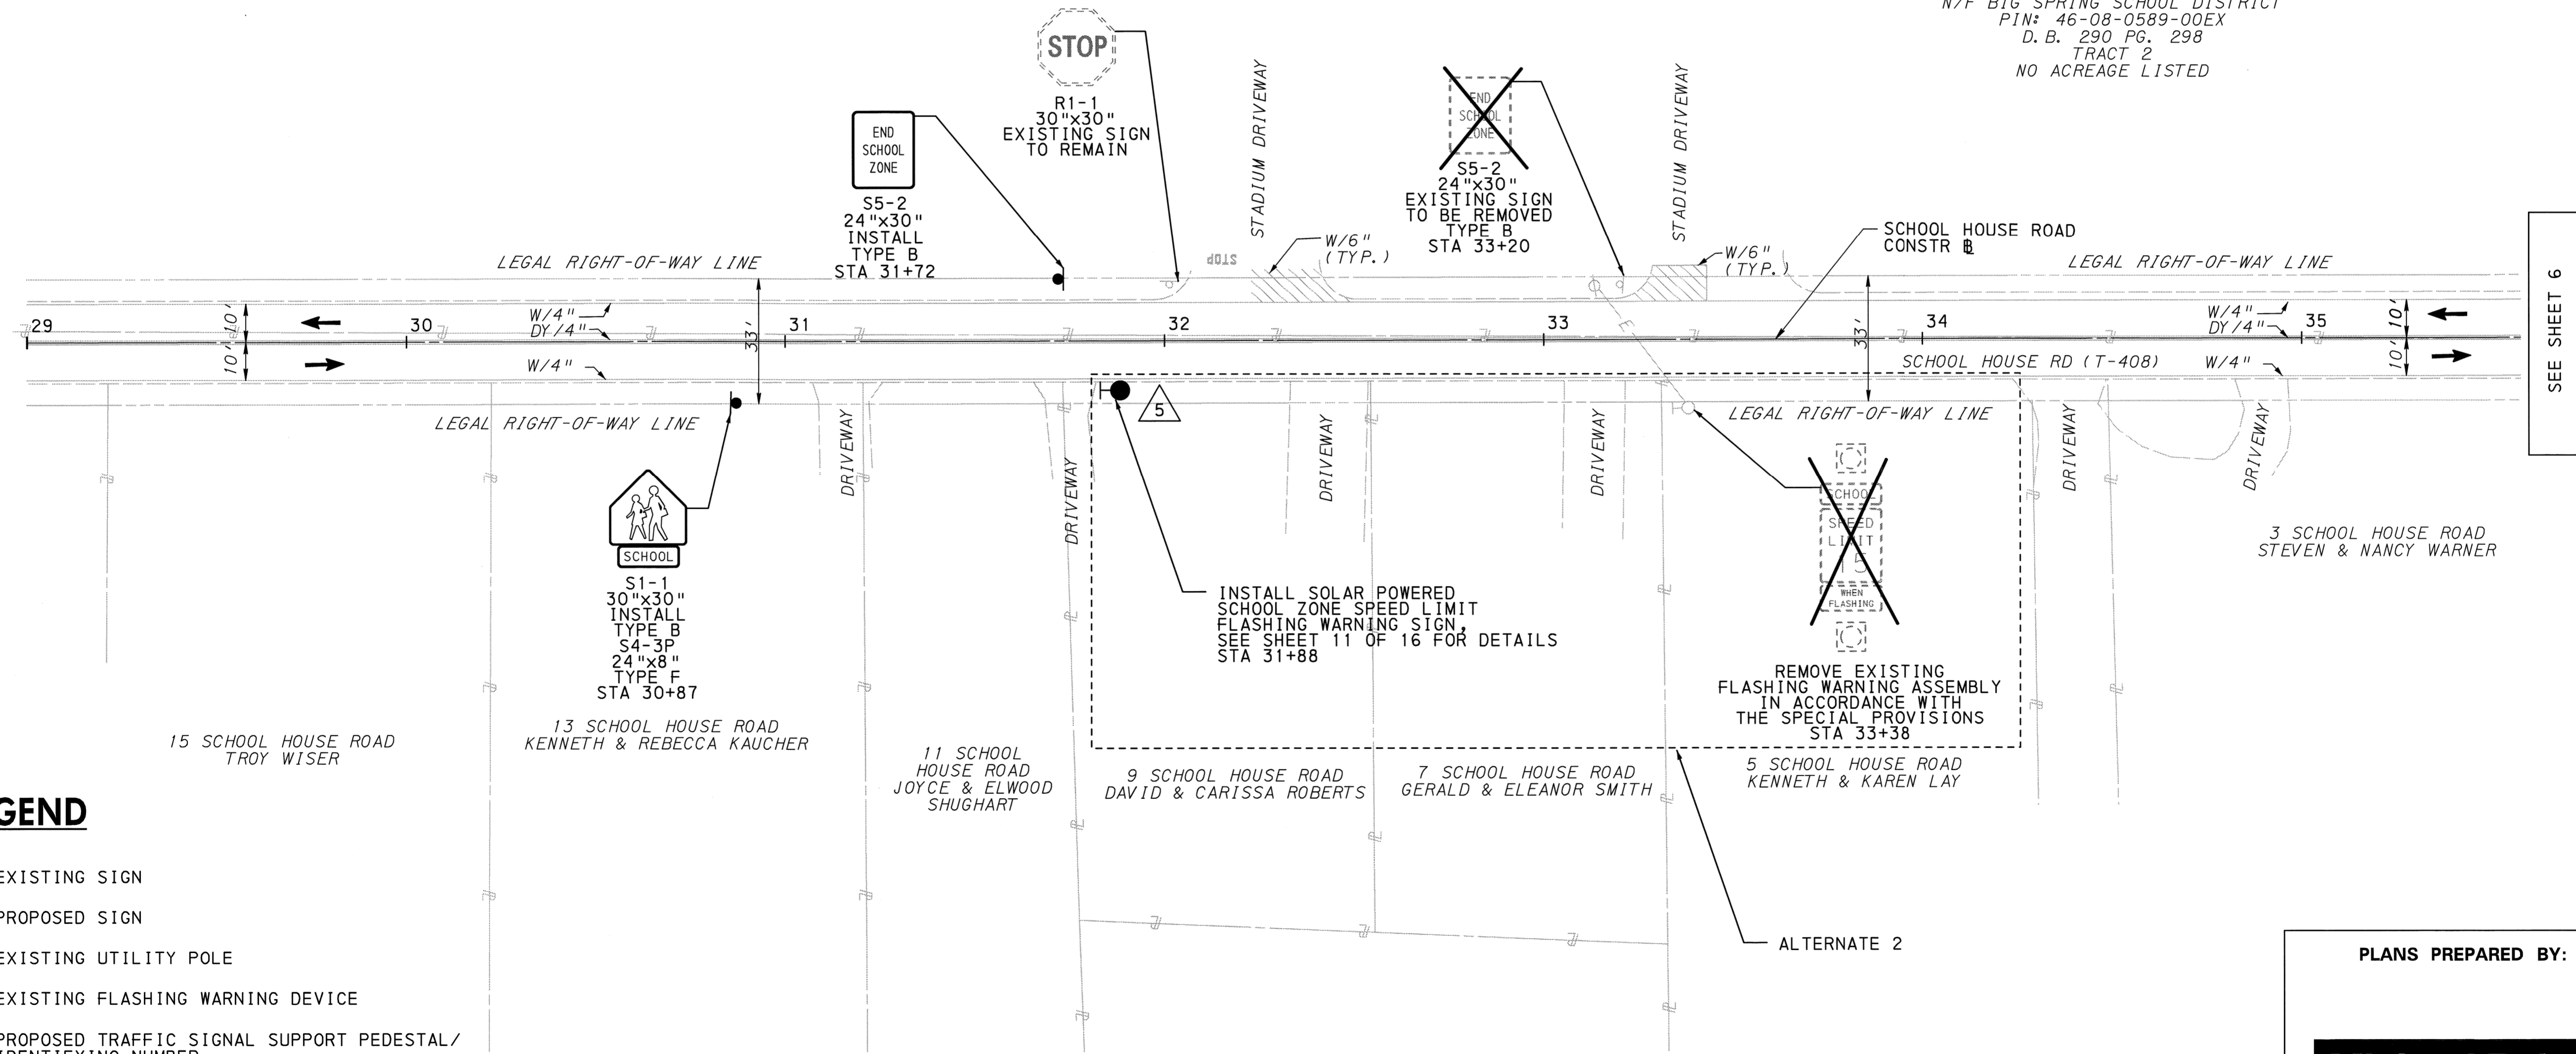 N/F BIG SPRING SCHOOL DISTRICT
PIN: 46-08-0589-00EX
D.B. 290 PG. 298
TRACT 2
NO ACREAGE LISTED
STOP
R1-1
30"x30"
EXISTING SIGN
TO REMAIN
END
SCHOOL
ZONE
S5-2
24"x30"
INSTALL
TYPE B
STA 31+72
STADIUM DRIVEWAY
END
SCHOOL
ZONE
S5-2
24"x30"
EXISTING SIGN
TO BE REMOVED
TYPE B
STA 33+20
STADIUM DRIVEWAY
SCHOOL HOUSE ROAD
CONSTR ℄
W/6"
(TYP.)
W/6"
(TYP.)
STOP
LEGAL RIGHT-OF-WAY LINE
LEGAL RIGHT-OF-WAY LINE
SEE SHEET 6
29
30
31
32
33
34
35
10'
10'
33'
W/4"
DY/4"
W/4"
33'
W/4"
DY/4"
W/4"
10'
10'
E
SCHOOL HOUSE RD (T-408)
5
LEGAL RIGHT-OF-WAY LINE
LEGAL RIGHT-OF-WAY LINE
DRIVEWAY
DRIVEWAY
DRIVEWAY
DRIVEWAY
DRIVEWAY
DRIVEWAY
SCHOOL
S1-1
30"x30"
INSTALL
TYPE B
S4-3P
24"x8"
TYPE F
STA 30+87
INSTALL SOLAR POWERED
SCHOOL ZONE SPEED LIMIT
FLASHING WARNING SIGN,
SEE SHEET 11 OF 16 FOR DETAILS
STA 31+88
SCHOOL
SPEED
LIMIT
15
WHEN
FLASHING
REMOVE EXISTING
FLASHING WARNING ASSEMBLY
IN ACCORDANCE WITH
THE SPECIAL PROVISIONS
STA 33+38
3 SCHOOL HOUSE ROAD
STEVEN & NANCY WARNER
15 SCHOOL HOUSE ROAD
TROY WISER
13 SCHOOL HOUSE ROAD
KENNETH & REBECCA KAUCHER
11 SCHOOL
HOUSE ROAD
JOYCE & ELWOOD
SHUGHART
9 SCHOOL HOUSE ROAD
DAVID & CARISSA ROBERTS
7 SCHOOL HOUSE ROAD
GERALD & ELEANOR SMITH
5 SCHOOL HOUSE ROAD
KENNETH & KAREN LAY
ALTERNATE 2
GEND
EXISTING SIGN
PROPOSED SIGN
EXISTING UTILITY POLE
EXISTING FLASHING WARNING DEVICE
PROPOSED TRAFFIC SIGNAL SUPPORT PEDESTAL/
IDENTIFYING NUMBER
PLANS PREPARED BY: